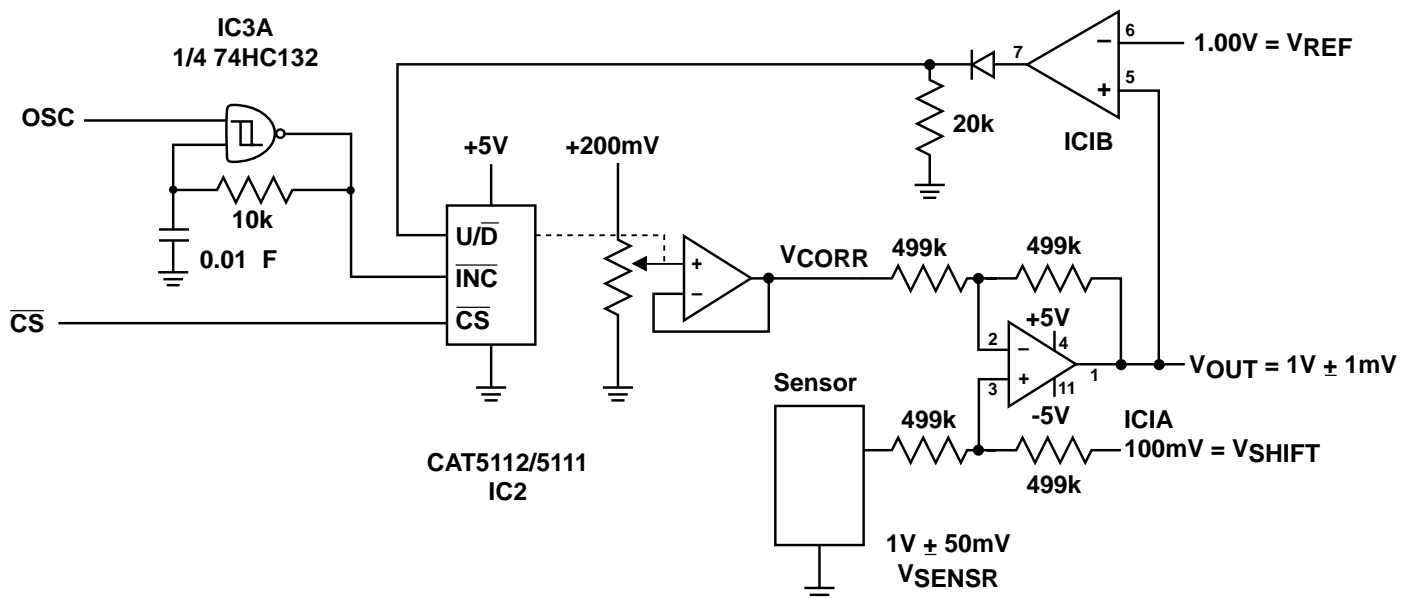 IC3A
1/4 74HC132
OSC
10k
0.01 F
CS
+5V
U/D
INC
CS
CAT5112/5111
IC2
+200mV
+
–
VCORR
7
–
6
+
5
1.00V = VREF
ICIB
20k
499k
499k
+5V
4
2
–
3
+
11
1
-5V
VOUT = 1V ± 1mV
ICIA
100mV = VSHIFT
Sensor
499k
499k
1V ± 50mV
VSENSR